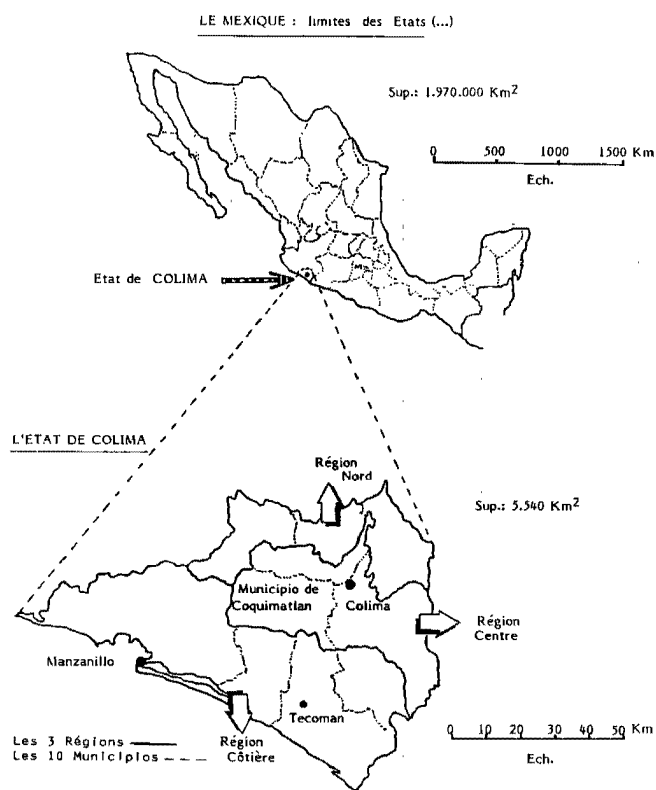 LE MEXIQUE : limites des Etats (...)
Sup.: 1.970.000 Km2
0 500 1000 1500 Km
Ech.
Etat de COLIMA
L'ETAT DE COLIMA
Région
Nord
Sup.: 5.540 Km2
Municipio de
Coquimatlan
Colima
Région
Centre
Manzanillo
Tecoman
Région
Côtière
Les 3 Régions
Les 10 Municipios
0 10 20 30 40 50 Km
Ech.